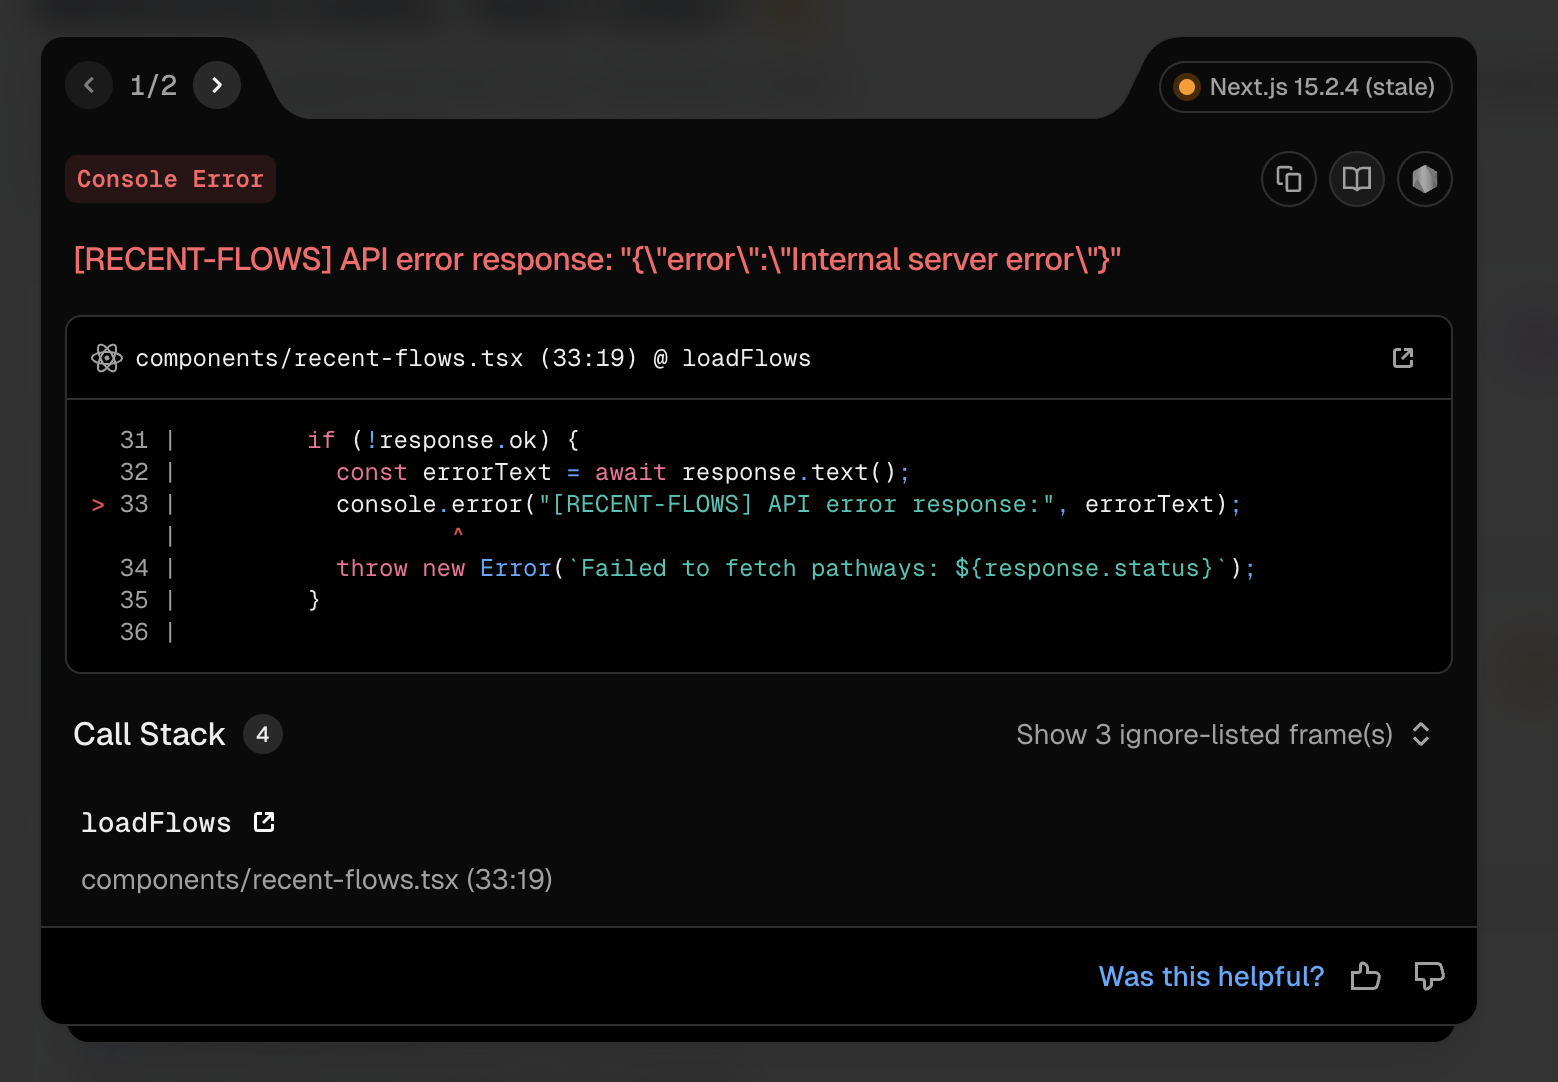 1/2
Next.js 15.2.4 (stale)
Console Error
[RECENT-FLOWS] API error response: "{\"error\":\"Internal server error\"}"
components/recent-flows.tsx (33:19) @ loadFlows
31 |         if (!response.ok) {
32 |           const errorText = await response.text();
> 33 |           console.error("[RECENT-FLOWS] API error response:", errorText);
|                   ^
34 |           throw new Error(`Failed to fetch pathways: ${response.status}`);
35 |         }
36 |
Call Stack 4
Show 3 ignore-listed frame(s)
loadFlows
components/recent-flows.tsx (33:19)
Was this helpful?